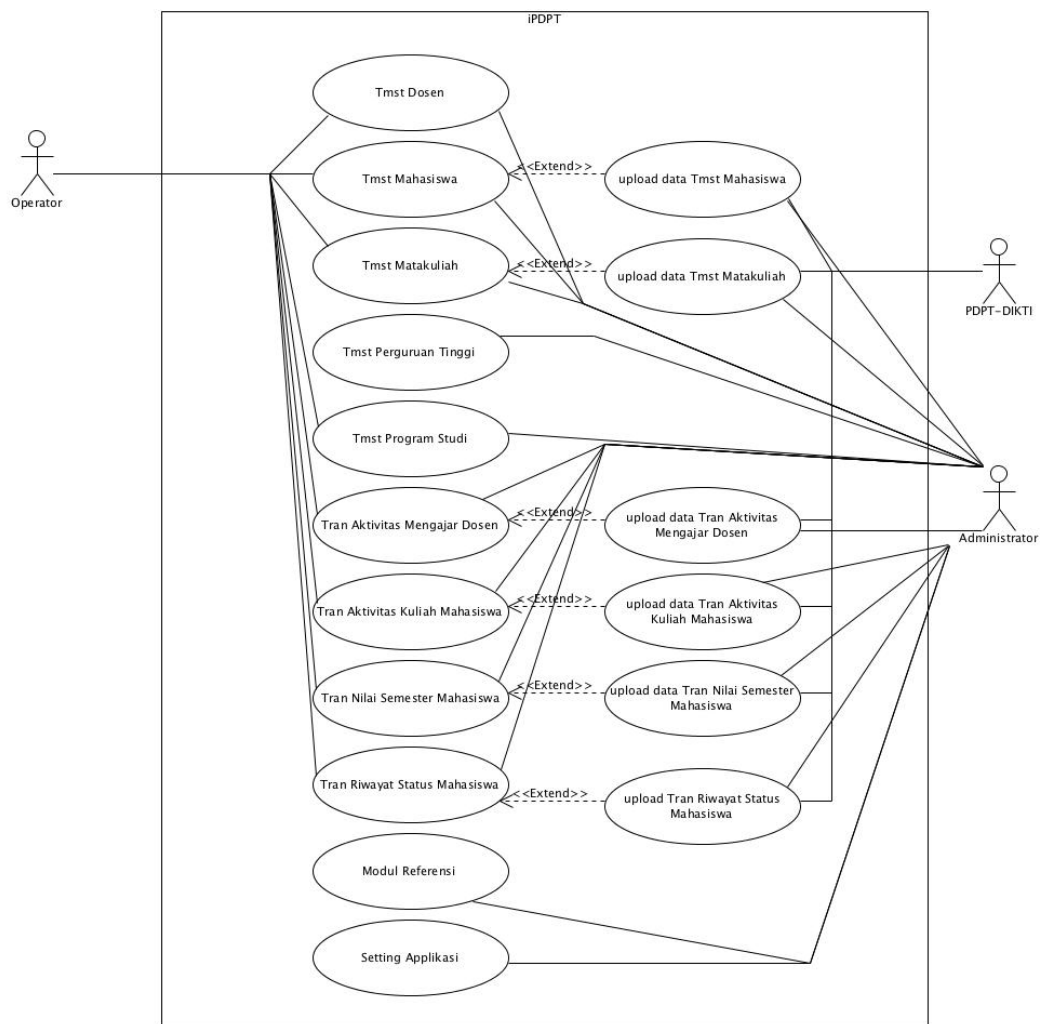 iPDPT
Tmst Dosen
Operator
Tmst Mahasiswa
<<Extend>>
upload data Tmst Mahasiswa
Tmst Matakuliah
<<Extend>>
upload data Tmst Matakuliah
PDPT-DIKTI
Tmst Perguruan Tinggi
Tmst Program Studi
Tran Aktivitas Mengajar Dosen
<<Extend>>
upload data Tran Aktivitas
Mengajar Dosen
Administrator
Tran Aktivitas Kuliah Mahasiswa
<<Extend>>
upload data Tran Aktivitas
Kuliah Mahasiswa
Tran Nilai Semester Mahasiswa
<<Extend>>
upload data Tran Nilai Semester
Mahasiswa
Tran Riwayat Status Mahasiswa
<<Extend>>
upload Tran Riwayat Status
Mahasiswa
Modul Referensi
Setting Applikasi